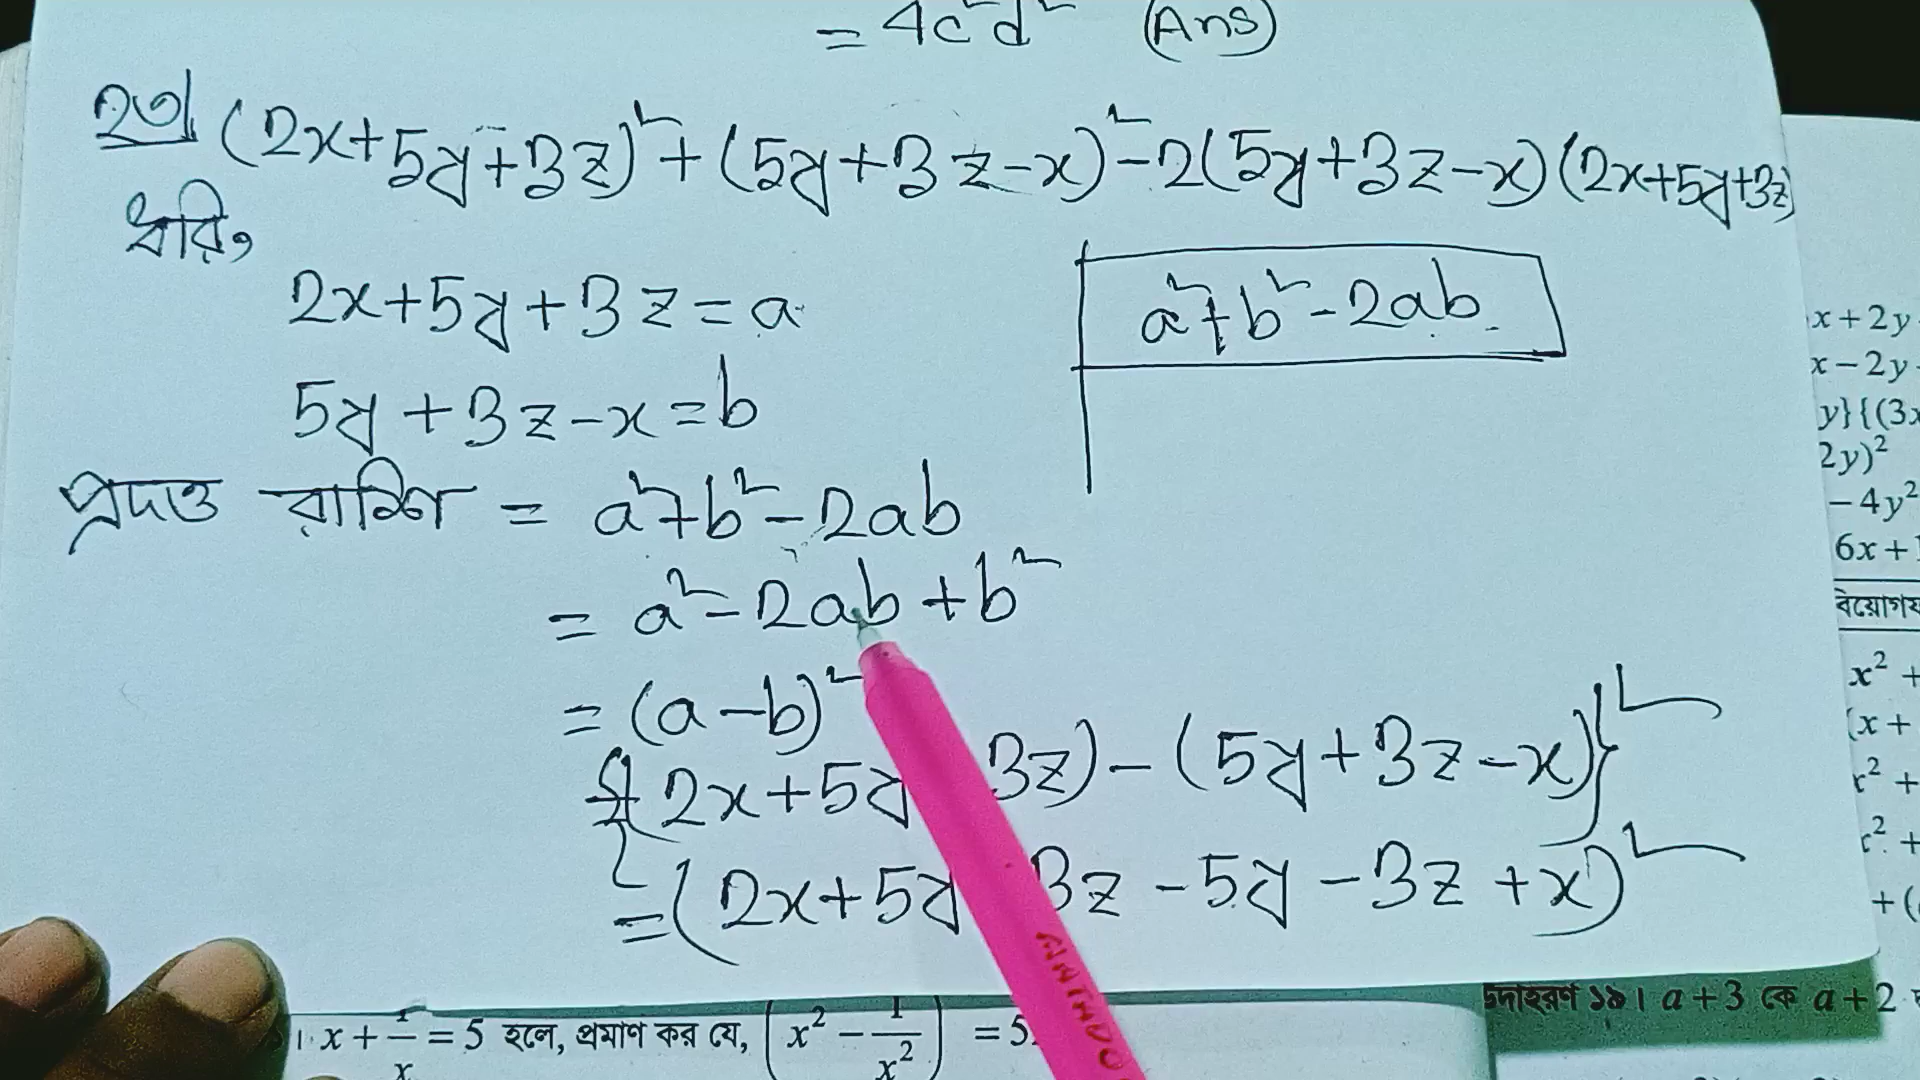 = 4c²d² (Ans)
২৩। (2x+5y+3z)² + (5y+3z-x)² - 2(5y+3z-x)(2x+5y+3z)
ধরি,
2x+5y+3z = a
a²+b²-2ab
5y+3z-x = b
প্রদত্ত রাশি = a²+b²-2ab
= a²-2ab+b²
= (a-b)²
{(2x+5y 3z)-(5y+3z-x)}²
= (2x+5y 3z-5y-3z+x)²
x + 2y
x - 2y
y}{(3x
2y)²
- 4y²
6x +
বিয়োগফ
x² +
(x +
x² +
x² +
+ (
উদাহরণ ১৯। a + 3 কে a + 2
। x + 1/x = 5 হলে, প্রমাণ কর যে, (x² - 1/x²) = 5